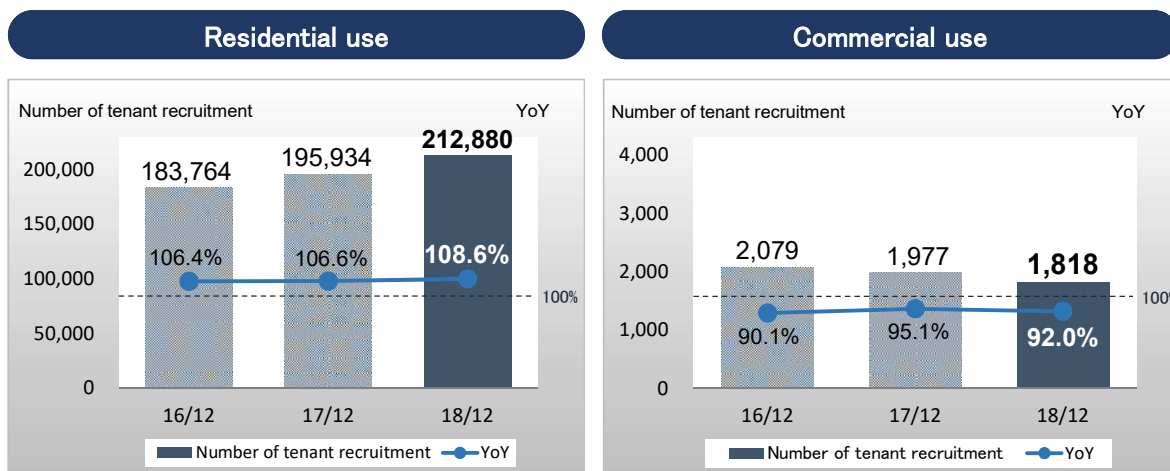 Residential use
Number of tenant recruitment YoY
212,880
195,934
183,764
200,000
150,000
106.4% 106.6% 108.6%
100,000
100%
50,000
0
16/12 17/12 18/12
Number of tenant recruitment YoY
Commercial use
Number of tenant recruitment YoY
4,000
3,000
2,079 1,977 1,818
2,000
100%
1,000
90.1% 95.1% 92.0%
0
16/12 17/12 18/12
Number of tenant recruitment YoY